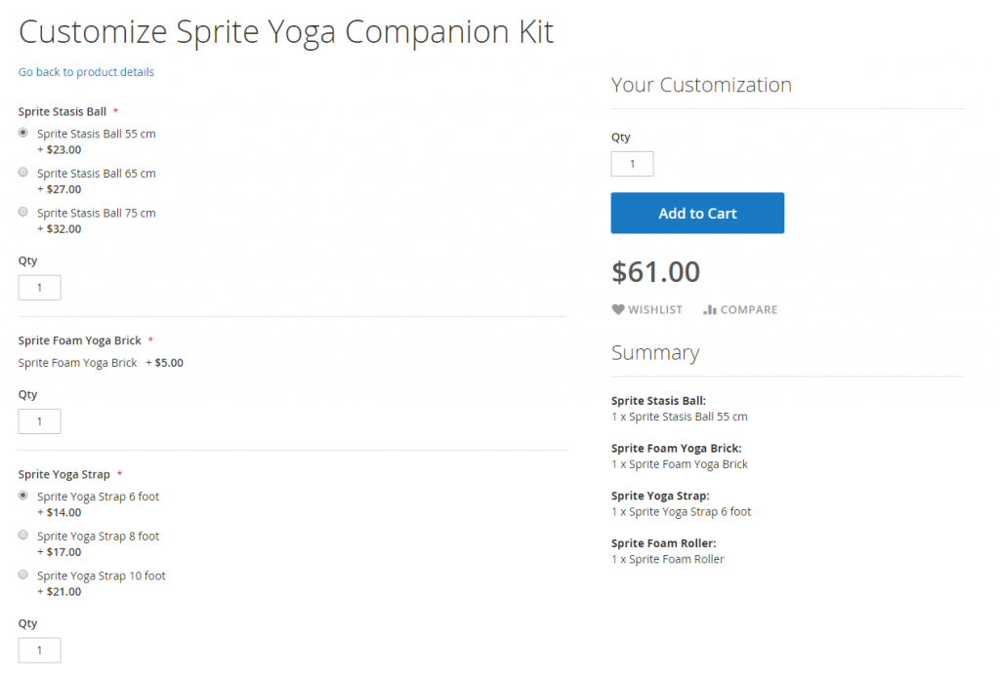 Customize Sprite Yoga Companion Kit
Go back to product details
Sprite Stasis Ball *
Sprite Stasis Ball 55 cm
+ $23.00
Sprite Stasis Ball 65 cm
+ $27.00
Sprite Stasis Ball 75 cm
+ $32.00
Qty
1
Sprite Foam Yoga Brick *
Sprite Foam Yoga Brick + $5.00
Qty
1
Sprite Yoga Strap *
Sprite Yoga Strap 6 foot
+ $14.00
Sprite Yoga Strap 8 foot
+ $17.00
Sprite Yoga Strap 10 foot
+ $21.00
Qty
1
Your Customization
Qty
1
Add to Cart
$61.00
WISHLIST COMPARE
Summary
Sprite Stasis Ball:
1 x Sprite Stasis Ball 55 cm
Sprite Foam Yoga Brick:
1 x Sprite Foam Yoga Brick
Sprite Yoga Strap:
1 x Sprite Yoga Strap 6 foot
Sprite Foam Roller:
1 x Sprite Foam Roller